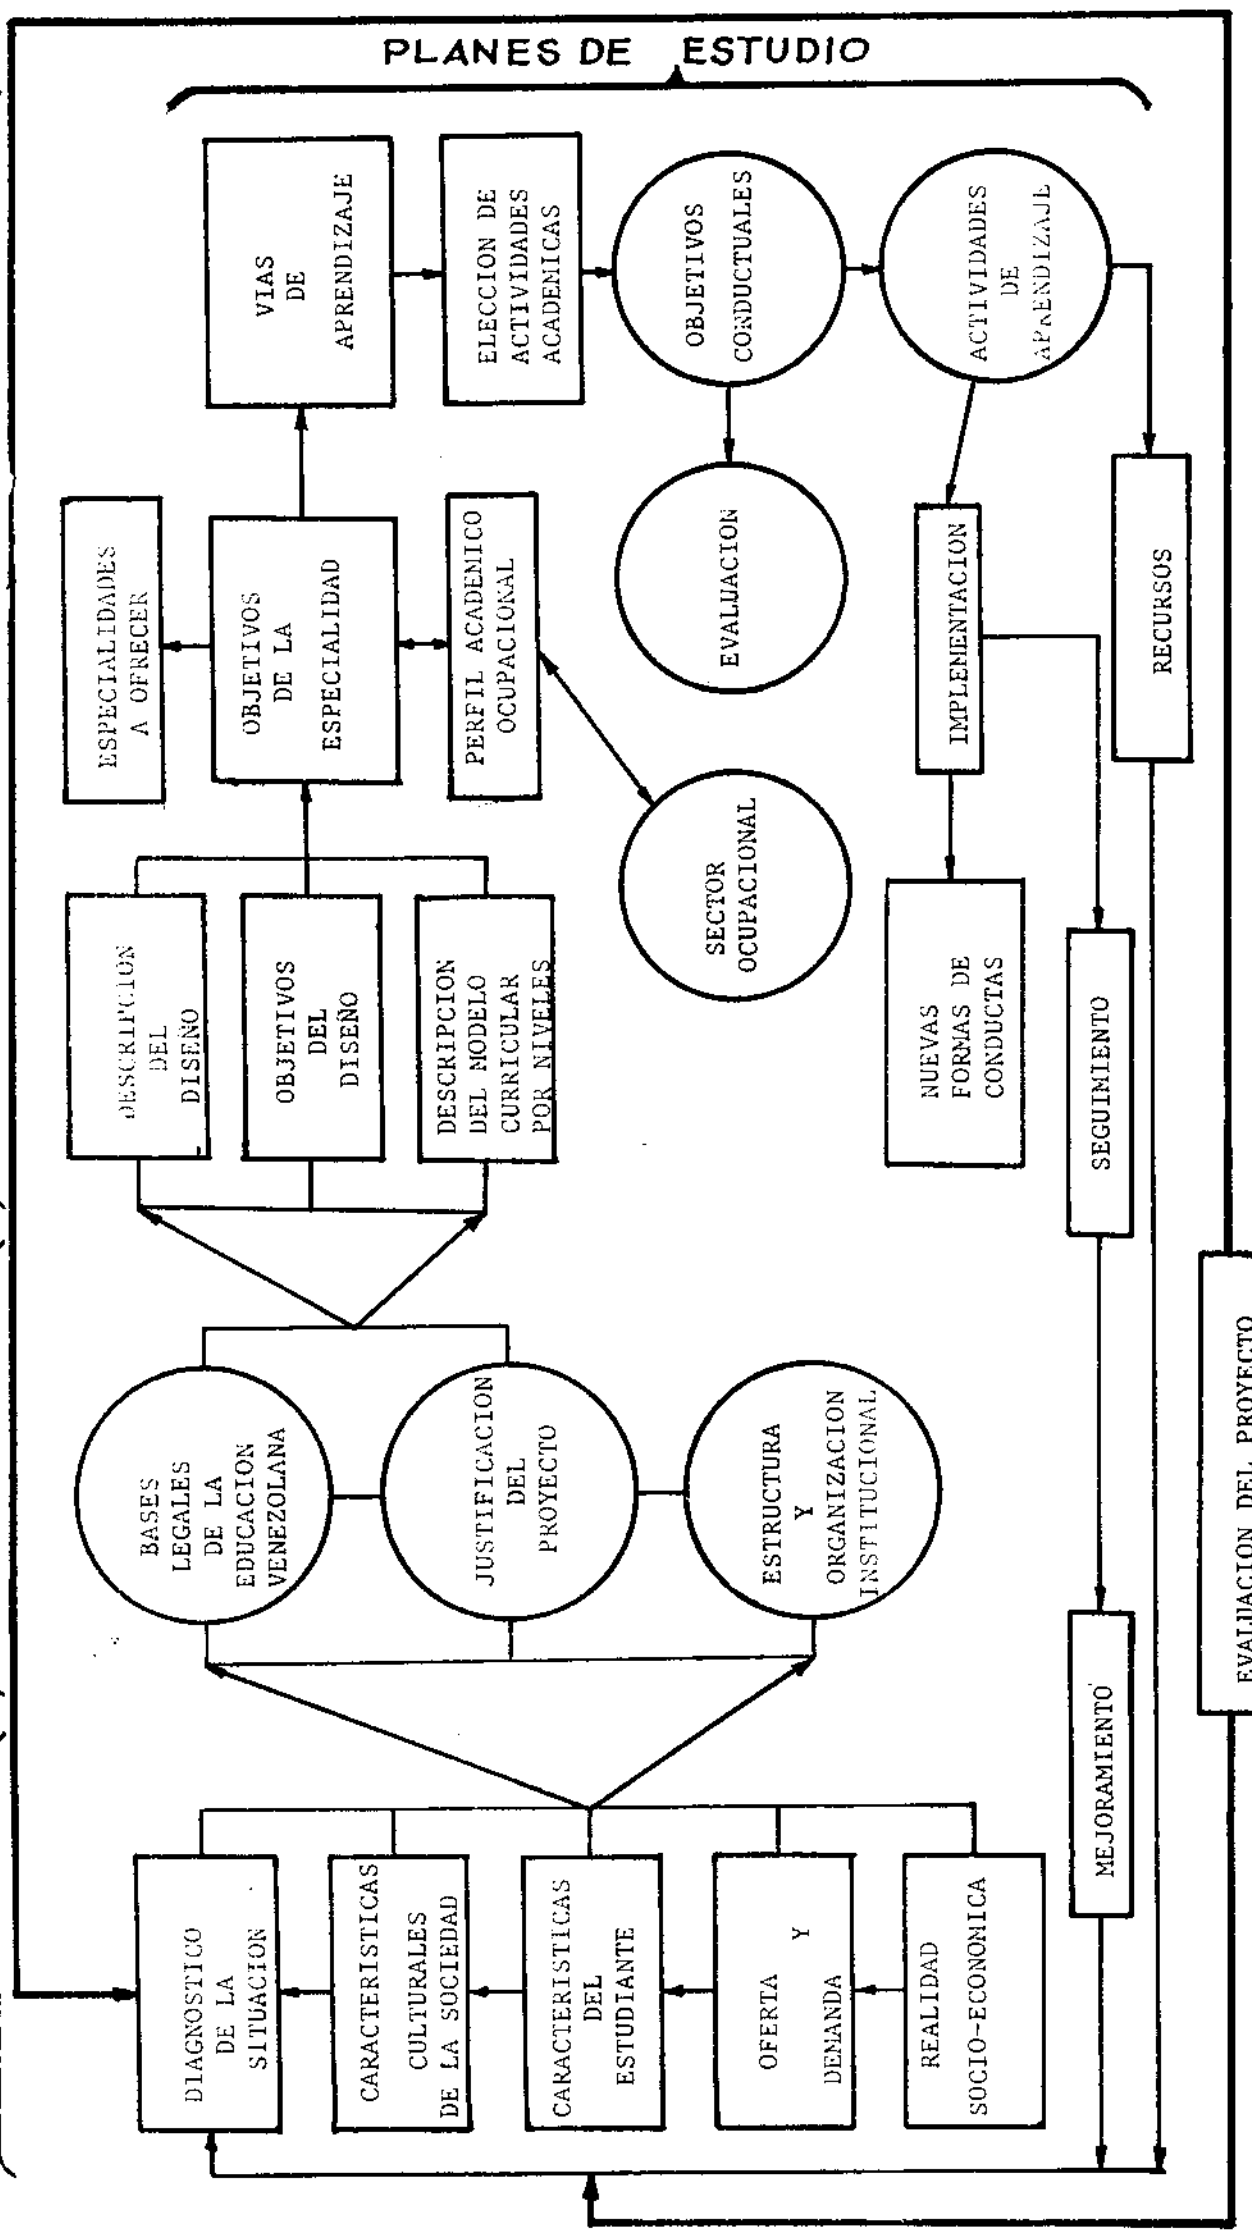 PLANES DE ESTUDIO
DIAGNOSTICO
DE LA
SITUACION
CARACTERISTICAS
CULTURALES
DE LA SOCIEDAD
CARACTERISTICAS
DEL
ESTUDIANTE
OFERTA Y
DEMANDA
REALIDAD
SOCIO-ECONOMICA
BASES
LEGALES
DE LA
EDUCACION
VENEZOLANA
JUSTIFICACION
DEL
PROYECTO
ESTRUCTURA
Y
ORGANIZACION
INSTITUCIONAL
DESCRIPCION
DEL
DISEÑO
OBJETIVOS
DEL
DISEÑO
DESCRIPCION
DEL MODELO
CURRICULAR
POR NIVELES
ESPECIALIDADES
A OFRECER
OBJETIVOS
DE LA
ESPECIALIDAD
PERFIL ACADEMICO
OCUPACIONAL
SECTOR
OCUPACIONAL
VIAS
DE
APRENDIZAJE
ELECCION DE
ACTIVIDADES
ACADEMICAS
OBJETIVOS
CONDUCTUALES
EVALUACION
ACTIVIDADES
DE
APRENDIZAJE
IMPLEMENTACION
RECURSOS
NUEVAS
FORMAS DE
CONDUCTAS
SEGUIMIENTO
MEJORAMIENTO
EVALUACION DEL PROYECTO